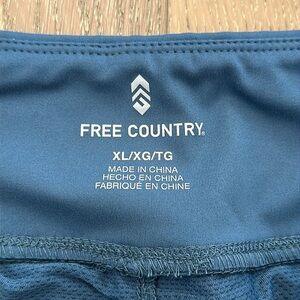 FREE COUNTRY®
XL/XG/TG
MADE IN CHINA
HECHO EN CHINA
FABRIQUÉ EN CHINE